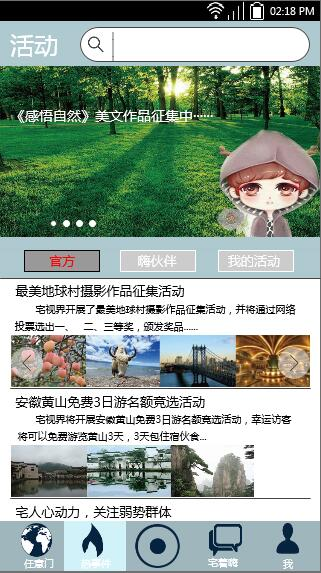 02:18 PM
活动
《感悟自然》美文作品征集中······
官方
嗨伙伴
我的活动
最美地球村摄影作品征集活动
宅视界开展了最美地球村摄影作品征集活动，并将通过网络
投票选出一、 二、三等奖，颁发奖品......
安徽黄山免费3日游名额竞选活动
宅视界将开展安徽黄山免费3日游名额竞选活动，幸运访客
将可以免费游览黄山3天，3天包住宿伙食...
宅人心动力，关注弱势群体
任意门
宅着嗨
我